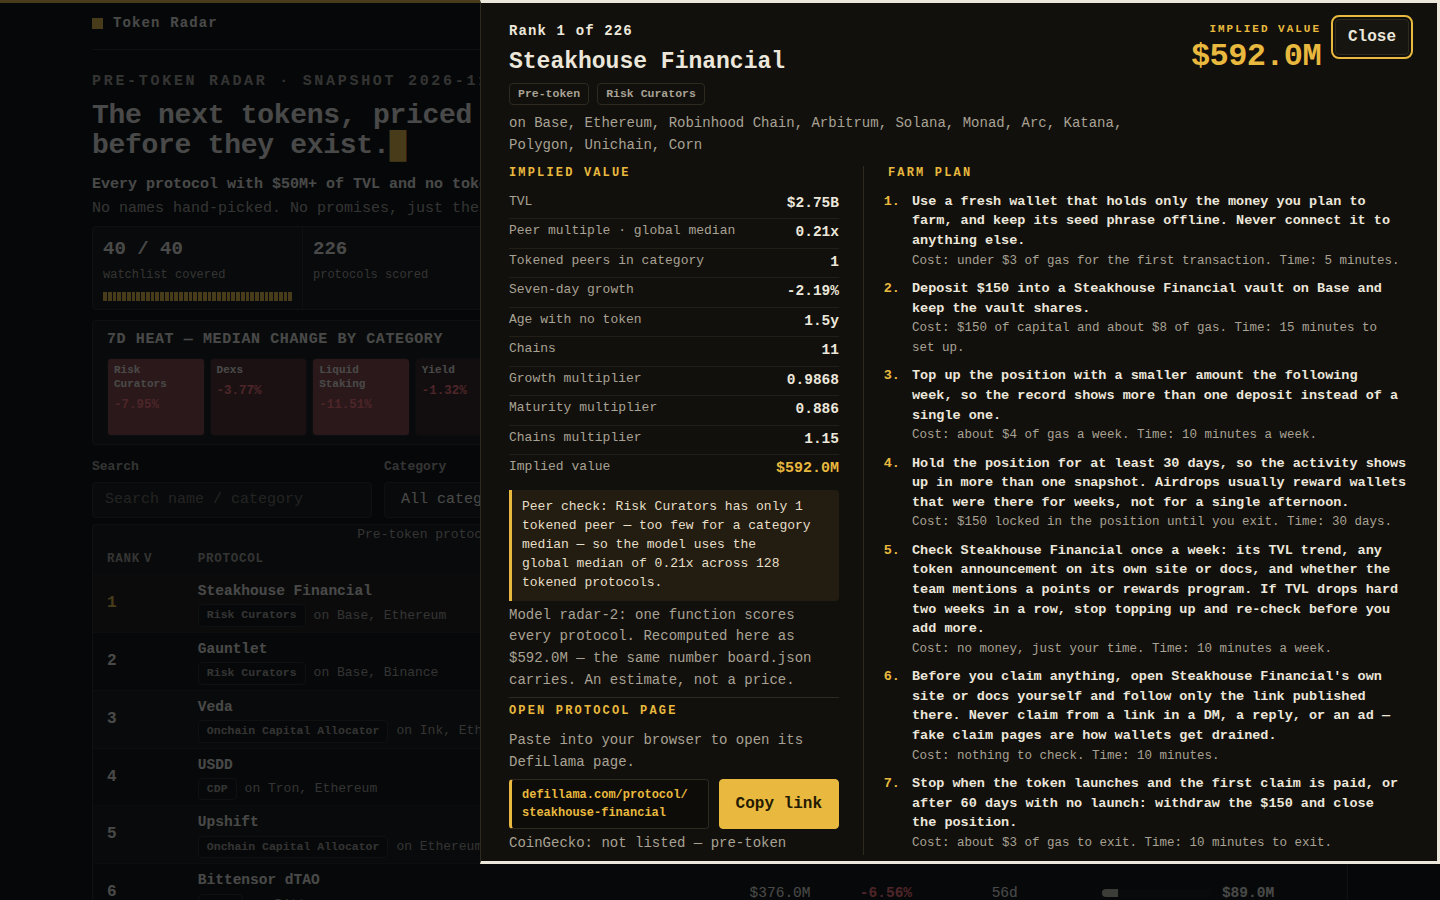 Token Radar
PRE-TOKEN RADAR · SNAPSHOT 2026-1
The next tokens, priced
before they exist.
Every protocol with $50M+ of TVL and no tok
No names hand-picked. No promises, just the
40 / 40
watchlist covered
226
protocols scored
7D HEAT — MEDIAN CHANGE BY CATEGORY
Risk
Curators
-7.95%
Dexs
-3.77%
Liquid
Staking
-11.51%
Yield
-1.32%
Search
Category
Search name / category
All categ
Pre-token protoc
RANK V
PROTOCOL
1
Steakhouse Financial
Risk Curators
on Base, Ethereum
2
Gauntlet
Risk Curators
on Base, Binance
3
Veda
Onchain Capital Allocator
on Ink, Eth
4
USDD
CDP
on Tron, Ethereum
5
Upshift
Onchain Capital Allocator
on Ethereum
6
Bittensor dTAO
$376.0M
-6.56%
56d
$89.0M
Rank 1 of 226
Steakhouse Financial
Pre-token
Risk Curators
on Base, Ethereum, Robinhood Chain, Arbitrum, Solana, Monad, Arc, Katana,
Polygon, Unichain, Corn
IMPLIED VALUE
$592.0M
Close
IMPLIED VALUE
TVL $2.75B
Peer multiple · global median 0.21x
Tokened peers in category 1
Seven-day growth -2.19%
Age with no token 1.5y
Chains 11
Growth multiplier 0.9868
Maturity multiplier 0.886
Chains multiplier 1.15
Implied value $592.0M
Peer check: Risk Curators has only 1
tokened peer — too few for a category
median — so the model uses the
global median of 0.21x across 128
tokened protocols.
Model radar-2: one function scores
every protocol. Recomputed here as
$592.0M — the same number board.json
carries. An estimate, not a price.
OPEN PROTOCOL PAGE
Paste into your browser to open its
DefiLlama page.
defillama.com/protocol/
steakhouse-financial
Copy link
CoinGecko: not listed — pre-token
FARM PLAN
1. Use a fresh wallet that holds only the money you plan to
farm, and keep its seed phrase offline. Never connect it to
anything else.
Cost: under $3 of gas for the first transaction. Time: 5 minutes.
2. Deposit $150 into a Steakhouse Financial vault on Base and
keep the vault shares.
Cost: $150 of capital and about $8 of gas. Time: 15 minutes to
set up.
3. Top up the position with a smaller amount the following
week, so the record shows more than one deposit instead of a
single one.
Cost: about $4 of gas a week. Time: 10 minutes a week.
4. Hold the position for at least 30 days, so the activity shows
up in more than one snapshot. Airdrops usually reward wallets
that were there for weeks, not for a single afternoon.
Cost: $150 locked in the position until you exit. Time: 30 days.
5. Check Steakhouse Financial once a week: its TVL trend, any
token announcement on its own site or docs, and whether the
team mentions a points or rewards program. If TVL drops hard
two weeks in a row, stop topping up and re-check before you
add more.
Cost: no money, just your time. Time: 10 minutes a week.
6. Before you claim anything, open Steakhouse Financial's own
site or docs yourself and follow only the link published
there. Never claim from a link in a DM, a reply, or an ad —
fake claim pages are how wallets get drained.
Cost: nothing to check. Time: 10 minutes.
7. Stop when the token launches and the first claim is paid, or
after 60 days with no launch: withdraw the $150 and close
the position.
Cost: about $3 of gas to exit. Time: 10 minutes to exit.